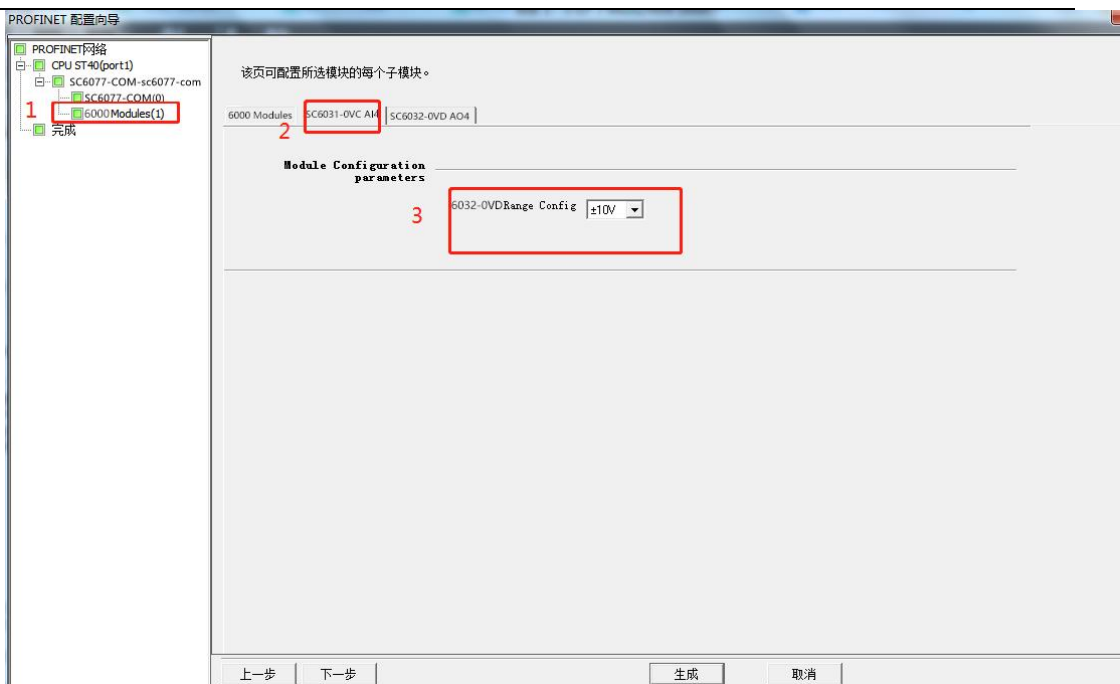 PROFINET 配置向导
PROFINET网络
CPU ST40(port1)
SC6077-COM-sc6077-com
SC6077-COM(0)
1
6000 Modules(1)
完成
该页可配置所选模块的每个子模块。
6000 Modules
SC6031-0VC AI4
SC6032-0VD AO4
2
Module Configuration
parameters
3
6032-0VDRange Config
±10V
上一步
下一步
生成
取消